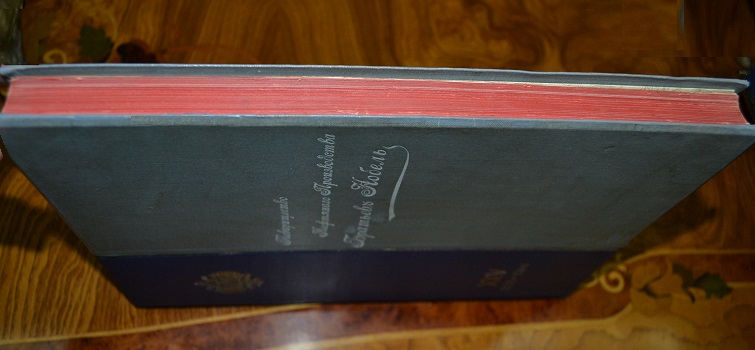 Товарищество
Нефтяного Производства
Братьевъ Нобель